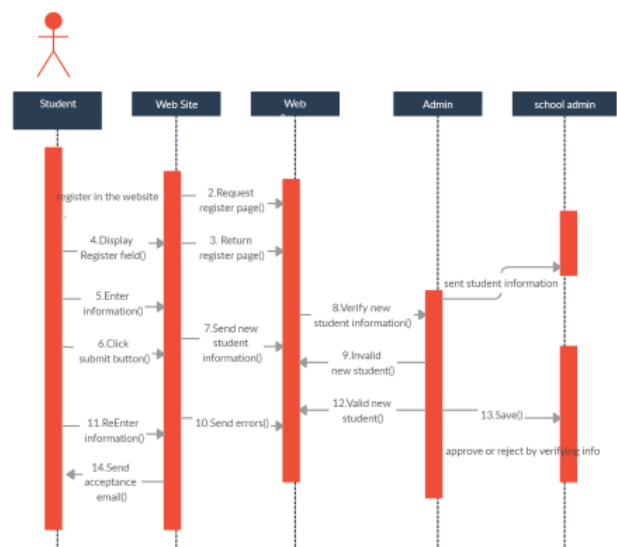 Student
Web Site
Web
Admin
school admin
register in the website
2.Request
register page()
4.Display
Register field()
3. Return
register page()
sent student information
5.Enter
information()
8.Verify new
student information()
7.Send new
student
information()
6.Click
submit button()
9.Invalid
new student()
12.Valid new
student()
13.Save()
11.ReEnter
information()
10.Send errors()
approve or reject by verifying info
14.Send
acceptance
email()